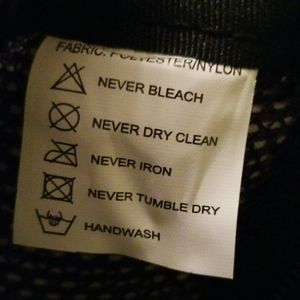 FABRIC: POLYESTER/NYLON
NEVER BLEACH
NEVER DRY CLEAN
NEVER IRON
NEVER TUMBLE DRY
HANDWASH